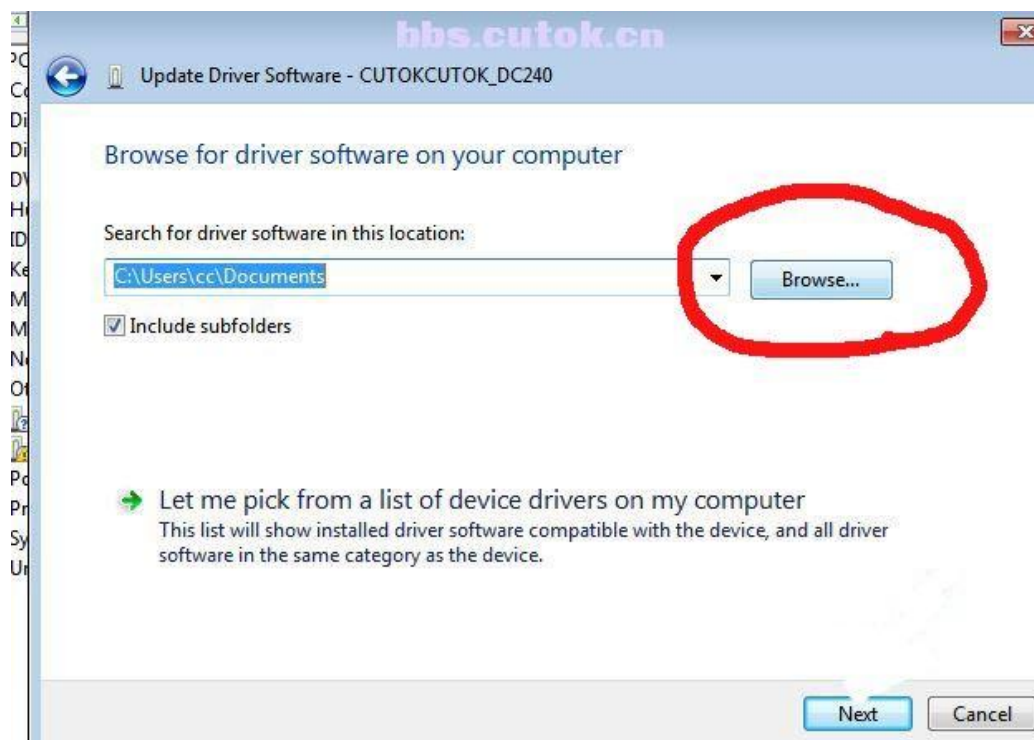 bbs.cutok.cn
Update Driver Software - CUTOKCUTOK_DC240
Browse for driver software on your computer
Search for driver software in this location:
C:\Users\cc\Documents
Browse...
Include subfolders
Let me pick from a list of device drivers on my computer
This list will show installed driver software compatible with the device, and all driver
software in the same category as the device.
Next
Cancel